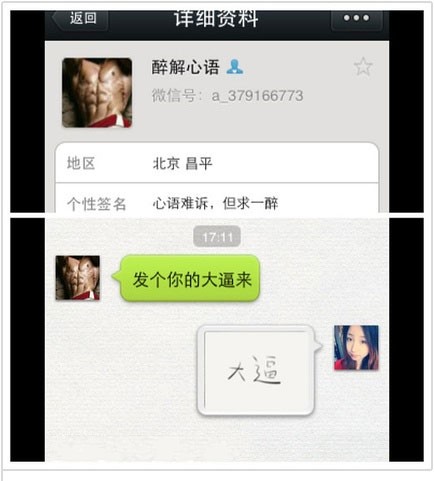 返回
详细资料
醉解心语
微信号：a_379166773
地区 北京 昌平
个性签名 心语难诉，但求一醉
17:11
发个你的大逼来
大逼